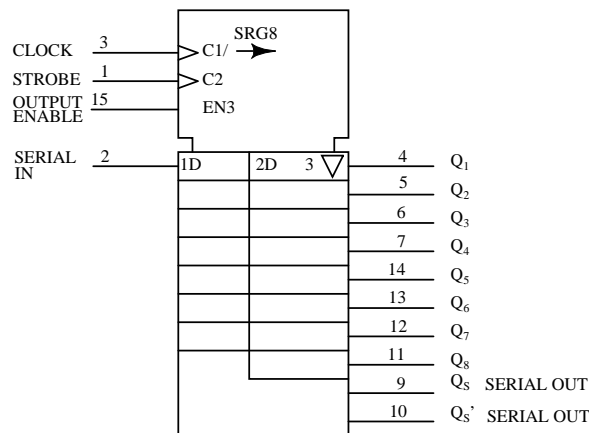 SRG8
CLOCK 3 C1/
STROBE 1 C2
OUTPUT ENABLE 15 EN3
SERIAL IN 2 1D 2D 3 4 Q1
5 Q2
6 Q3
7 Q4
14 Q5
13 Q6
12 Q7
11 Q8
9 QS SERIAL OUT
10 QS' SERIAL OUT